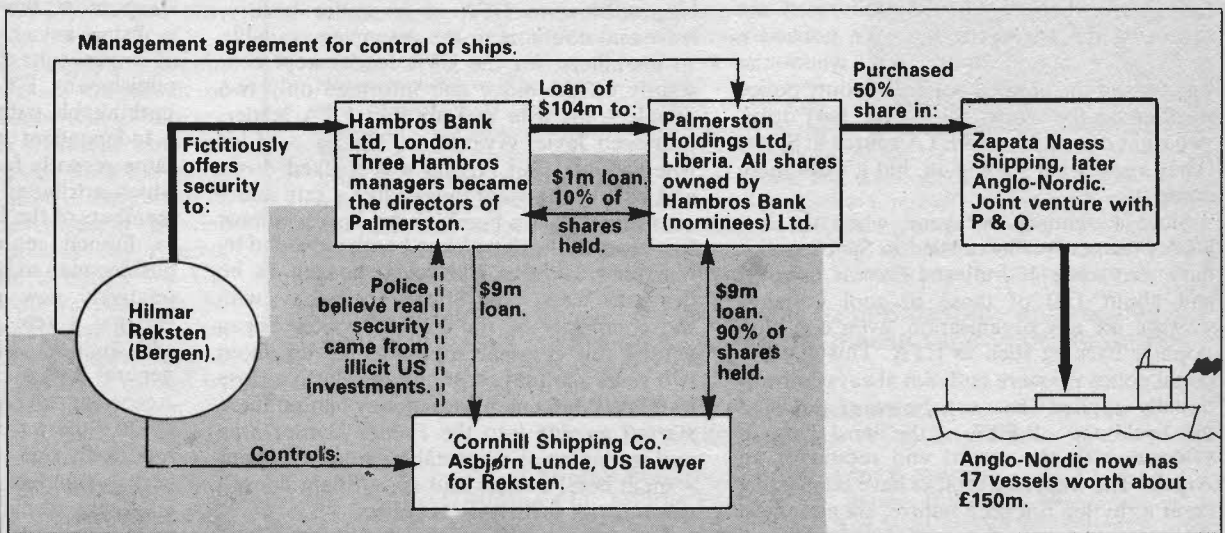 Management agreement for control of ships.
Fictitiously
offers
security
to:
Hambros Bank
Ltd, London.
Three Hambros
managers became
the directors of
Palmerston.
Loan of
$104m to:
$1m loan.
10% of
shares
held.
Palmerston
Holdings Ltd,
Liberia. All shares
owned by
Hambros Bank
(nominees) Ltd.
Purchased
50%
share in:
Zapata Naess
Shipping, later
Anglo-Nordic.
Joint venture with
P & O.
Hilmar
Reksten
(Bergen).
Police
believe real
security
came from
illicit US
investments.
$9m
loan.
$9m
loan.
90% of
shares
held.
Controls:
'Cornhill Shipping Co.'
Asbjørn Lunde, US lawyer
for Reksten.
Anglo-Nordic now has
17 vessels worth about
£150m.